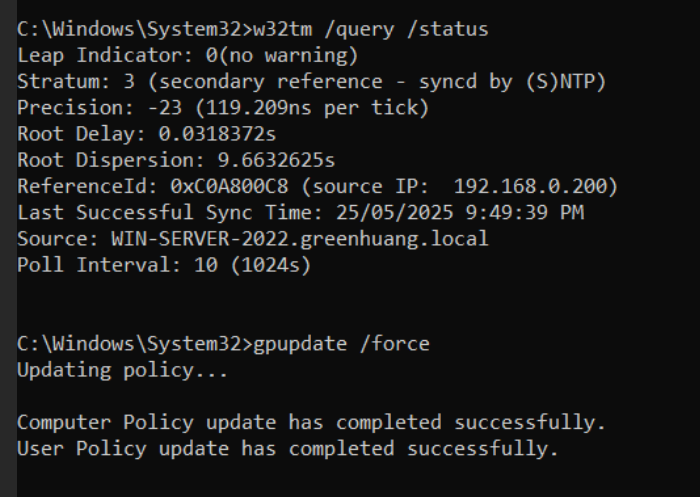 C:\Windows\System32>w32tm /query /status
Leap Indicator: 0(no warning)
Stratum: 3 (secondary reference - syncd by (S)NTP)
Precision: -23 (119.209ns per tick)
Root Delay: 0.0318372s
Root Dispersion: 9.6632625s
ReferenceId: 0xC0A800C8 (source IP:  192.168.0.200)
Last Successful Sync Time: 25/05/2025 9:49:39 PM
Source: WIN-SERVER-2022.greenhuang.local
Poll Interval: 10 (1024s)
C:\Windows\System32>gpupdate /force
Updating policy...
Computer Policy update has completed successfully.
User Policy update has completed successfully.